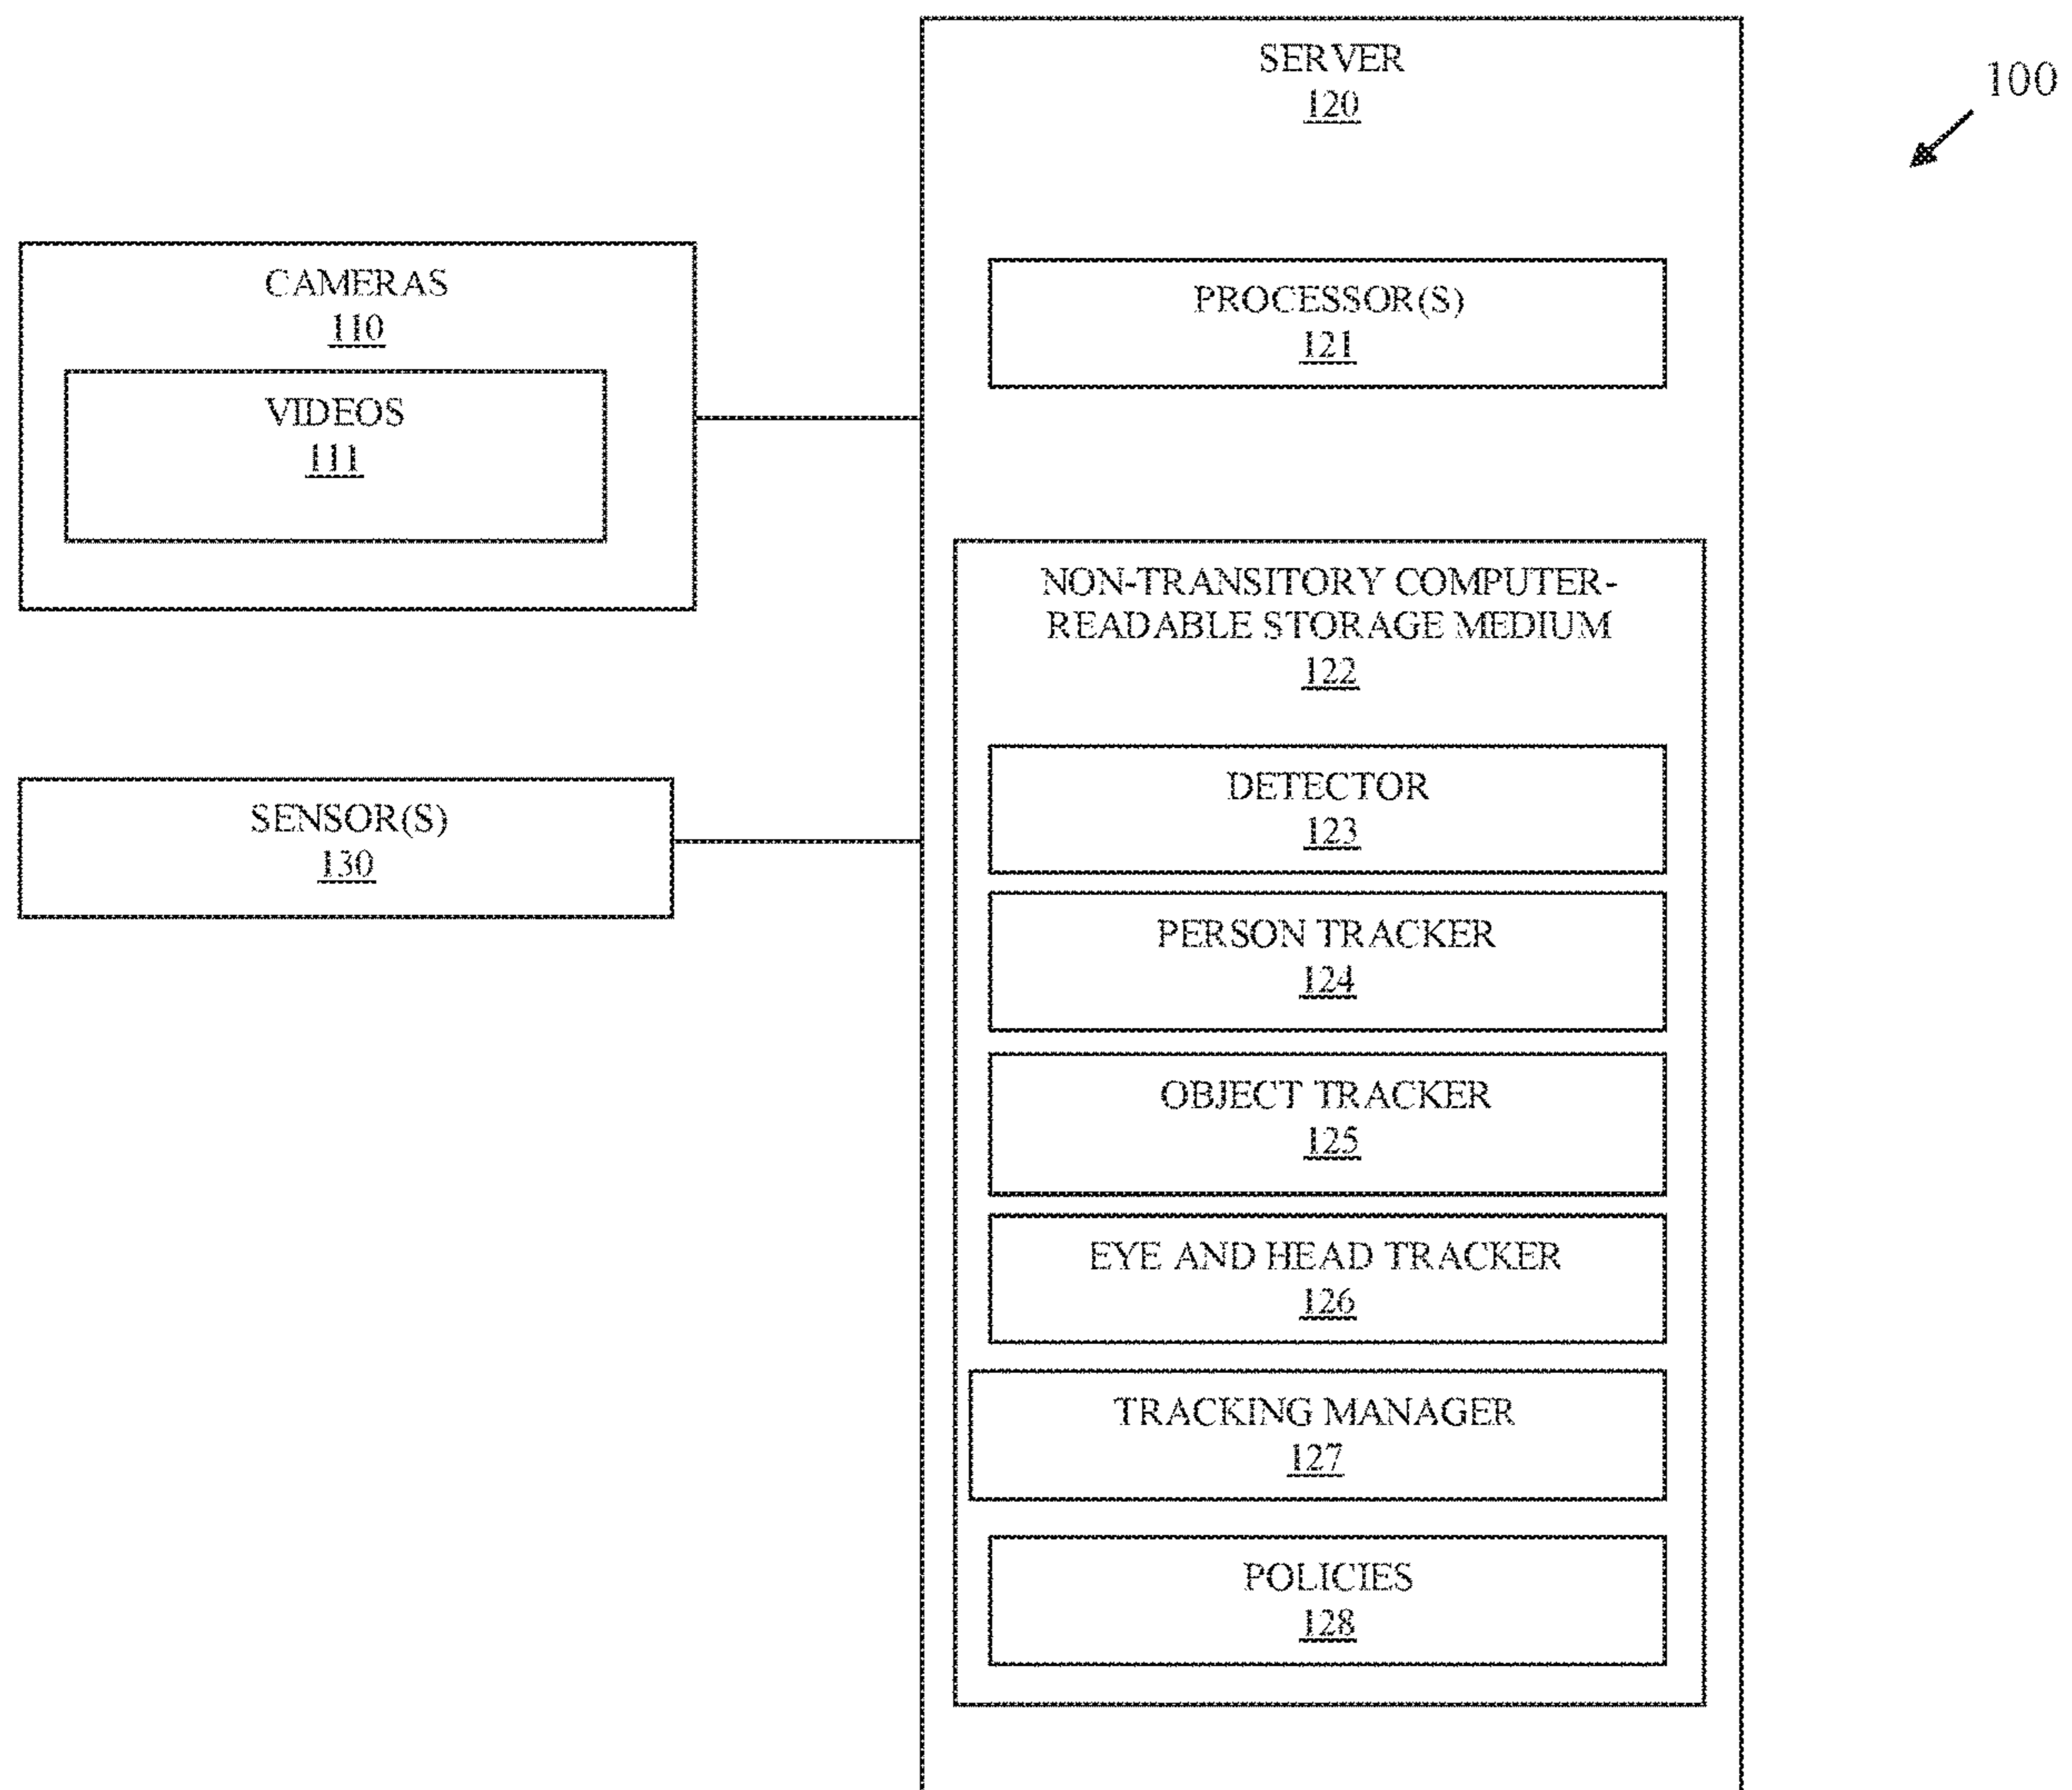 SERVER
120
100
CAMERAS
110
VIDEOS
111
PROCESSOR(S)
121
NON-TRANSITORY COMPUTER-
READABLE STORAGE MEDIUM
122
SENSOR(S)
130
DETECTOR
123
PERSON TRACKER
124
OBJECT TRACKER
125
EYE AND HEAD TRACKER
126
TRACKING MANAGER
127
POLICIES
128